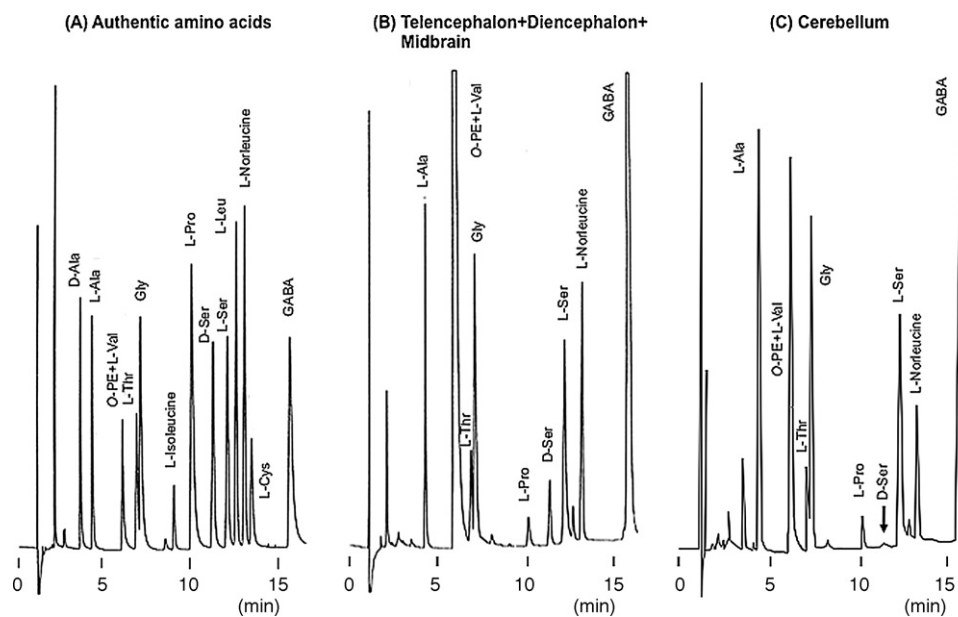 (A) Authentic amino acids
D-Ala
L-Ala
O-PE+L-Val
L-Thr
Gly
L-Isoleucine
L-Pro
D-Ser
L-Ser
L-Leu
L-Norleucine
L-Cys
GABA
0 5 10 15
(min)
(B) Telencephalon+Diencephalon+
Midbrain
L-Ala
O-PE+L-Val
L-Thr
Gly
L-Pro
D-Ser
L-Ser
L-Norleucine
GABA
0 5 10 15
(min)
(C) Cerebellum
L-Ala
O-PE+L-Val
L-Thr
Gly
L-Pro
D-Ser
L-Ser
L-Norleucine
GABA
0 5 10 15
(min)